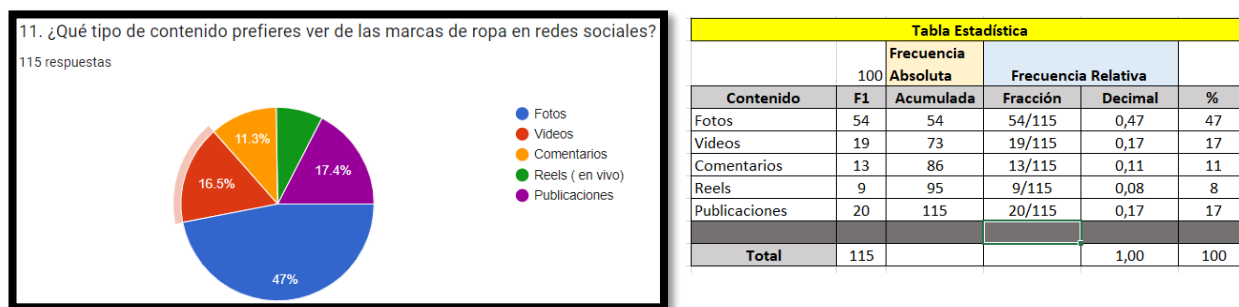 11. ¿Qué tipo de contenido prefieres ver de las marcas de ropa en redes sociales?
115 respuestas
Fotos
Videos
Comentarios
Reels ( en vivo)
Publicaciones
11.3%
17.4%
16.5%
47%
Tabla Estadística
Frecuencia
100 Absoluta Frecuencia Relativa
Contenido F1 Acumulada Fracción Decimal %
Fotos 54 54 54/115 0,47 47
Videos 19 73 19/115 0,17 17
Comentarios 13 86 13/115 0,11 11
Reels 9 95 9/115 0,08 8
Publicaciones 20 115 20/115 0,17 17
Total 115 1,00 100